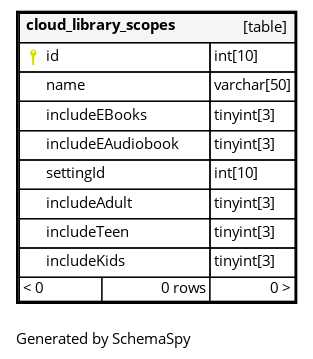 cloud_library_scopes [table]
id int[10]
name varchar[50]
includeEBooks tinyint[3]
includeEAudiobook tinyint[3]
settingId int[10]
includeAdult tinyint[3]
includeTeen tinyint[3]
includeKids tinyint[3]
< 0 0 rows 0 >
Generated by SchemaSpy